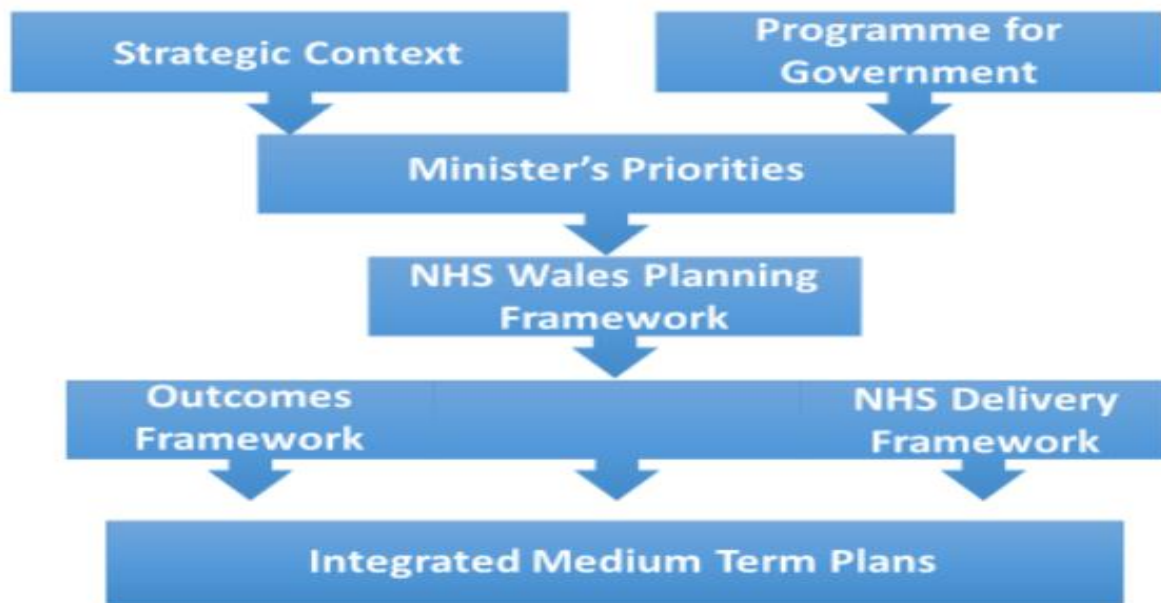 Strategic Context
Programme for
Government
Minister’s Priorities
NHS Wales Planning
Framework
Outcomes
Framework
NHS Delivery
Framework
Integrated Medium Term Plans